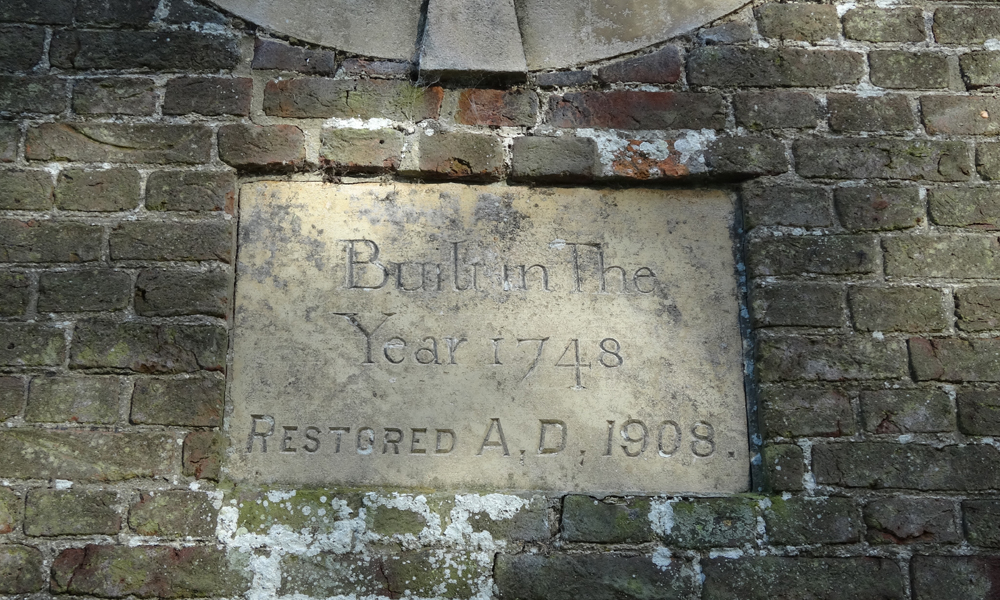 Built in The
Year 1748
RESTORED A.D. 1908.